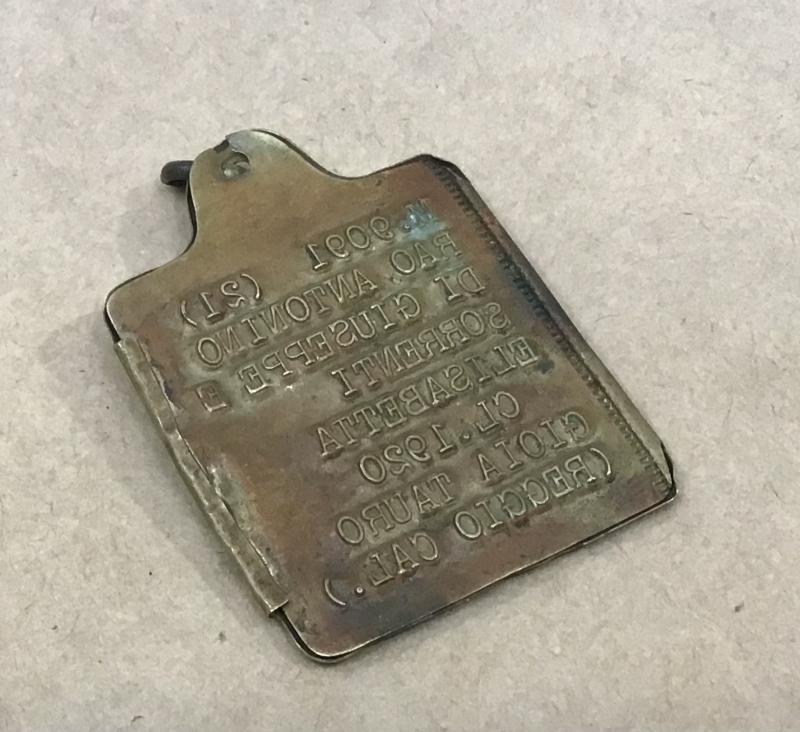 N. 9091 (21)
RAO ANTONINO
DI GIUSEPPE E
SORRENTI
ELISABETTA
CL. 1920
GIOIA TAURO
(REGGIO CAL.)